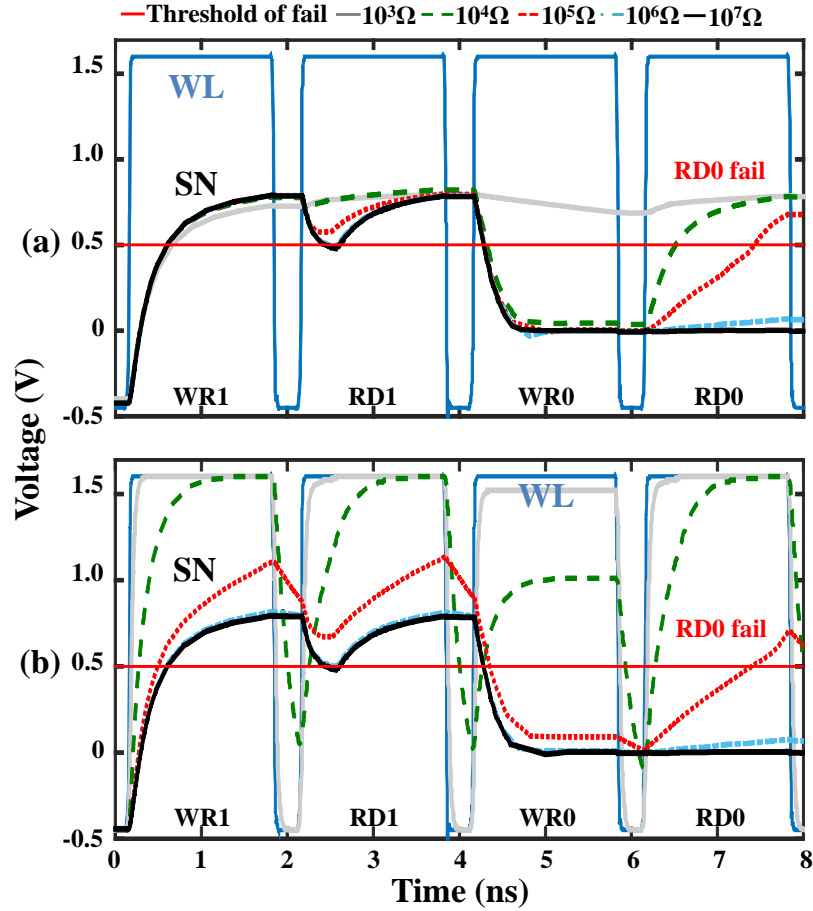 Threshold of fail 10³Ω 10⁴Ω 10⁵Ω 10⁶Ω 10⁷Ω
1.5
1.0
0.5
0
-0.5
WL
SN
RD0 fail
(a)
WR1 RD1 WR0 RD0
Voltage (V)
1.5
1.0
0.5
0
-0.5
WL
SN
RD0 fail
(b)
WR1 RD1 WR0 RD0
0 1 2 3 4 5 6 7 8
Time (ns)